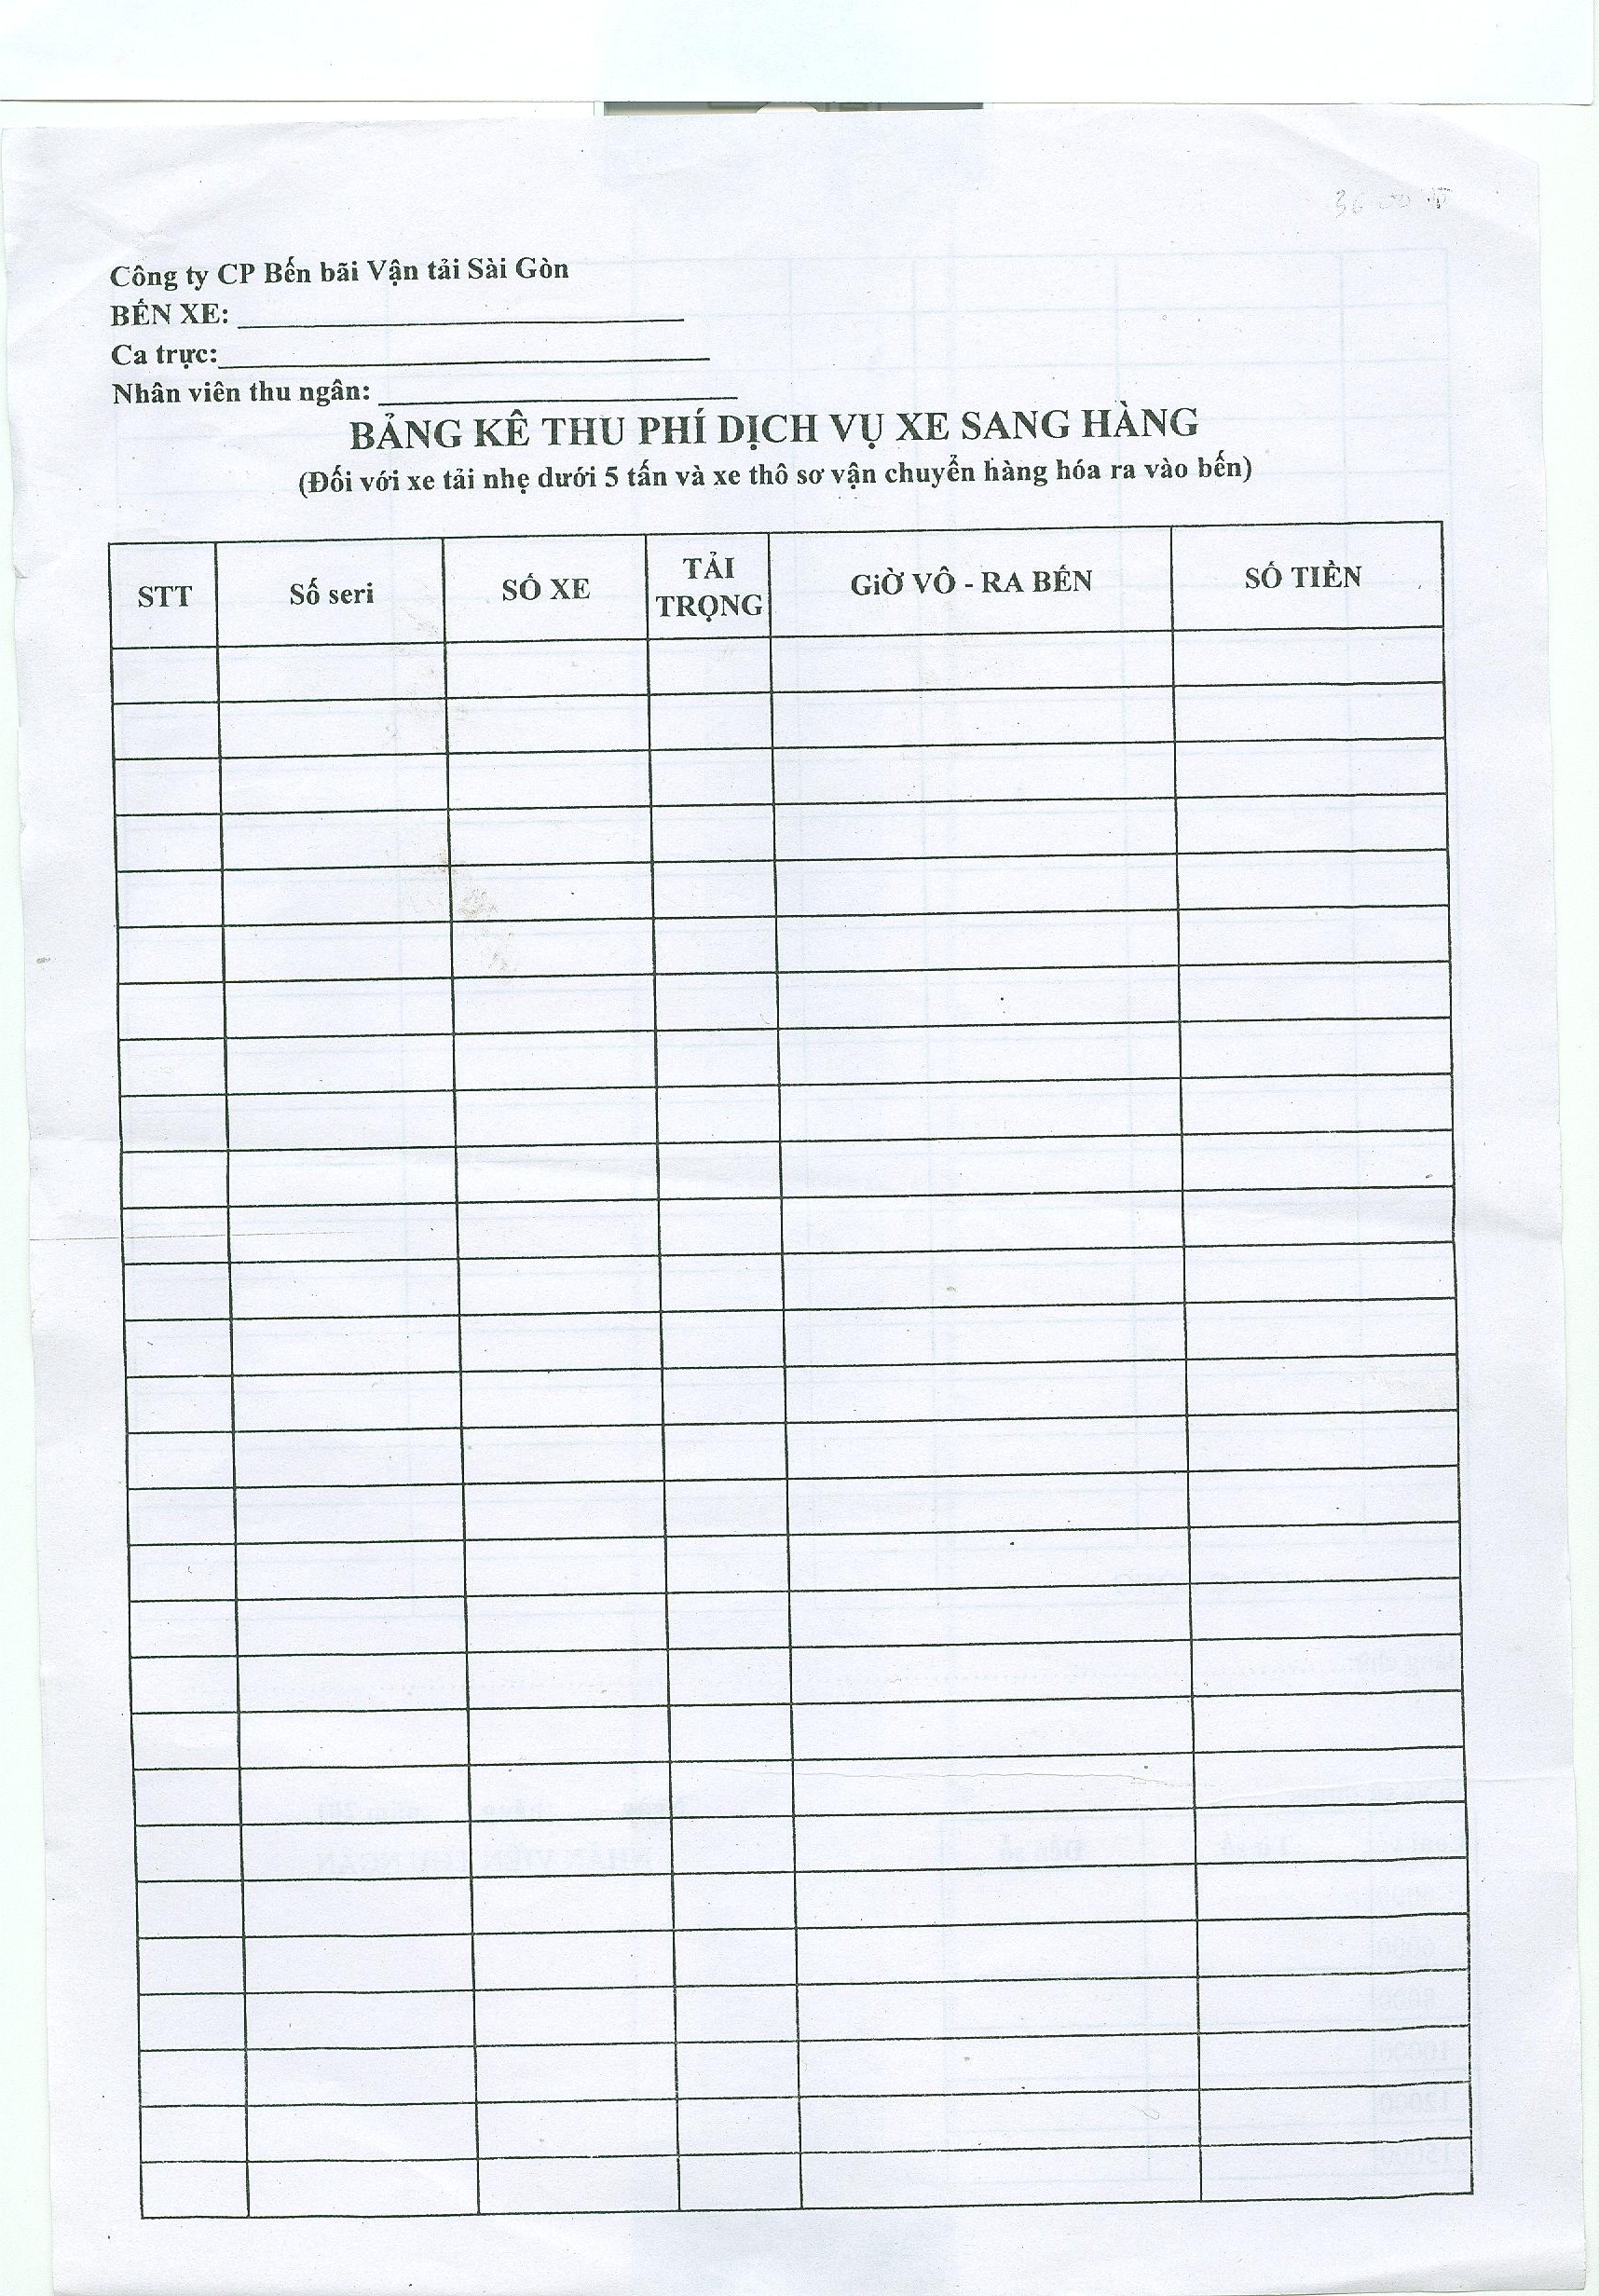 Công ty CP Bến bãi Vận tải Sài Gòn
BẾN XE:
Ca trực:
Nhân viên thu ngân:
BẢNG KÊ THU PHÍ DỊCH VỤ XE SANG HÀNG
(Đối với xe tải nhẹ dưới 5 tấn và xe thô sơ vận chuyển hàng hóa ra vào bến)
STT Số seri SỐ XE TẢI TRỌNG GiỜ VÔ - RA BẾN SỐ TIỀN